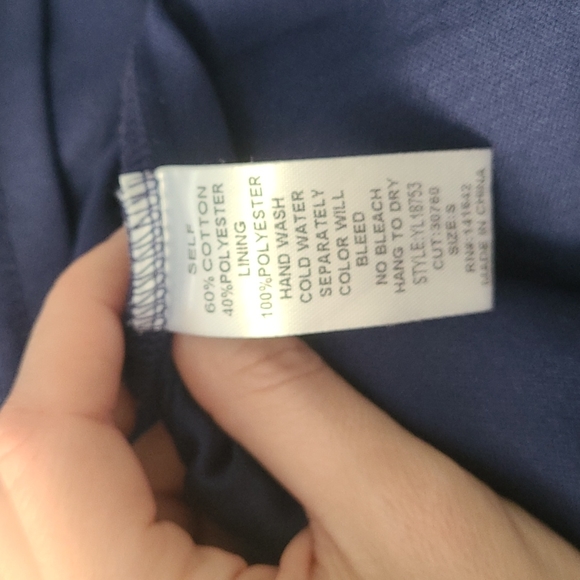 SELF
60% COTTON
40%POLYESTER
LINING
100%POLYESTER
HAND WASH
COLD WATER
SEPARATELY
COLOR WILL
BLEED
NO BLEACH
HANG TO DRY
STYLE:YL18753
CUT:30760
SIZE:S
RN#:141642
MADE IN CHINA